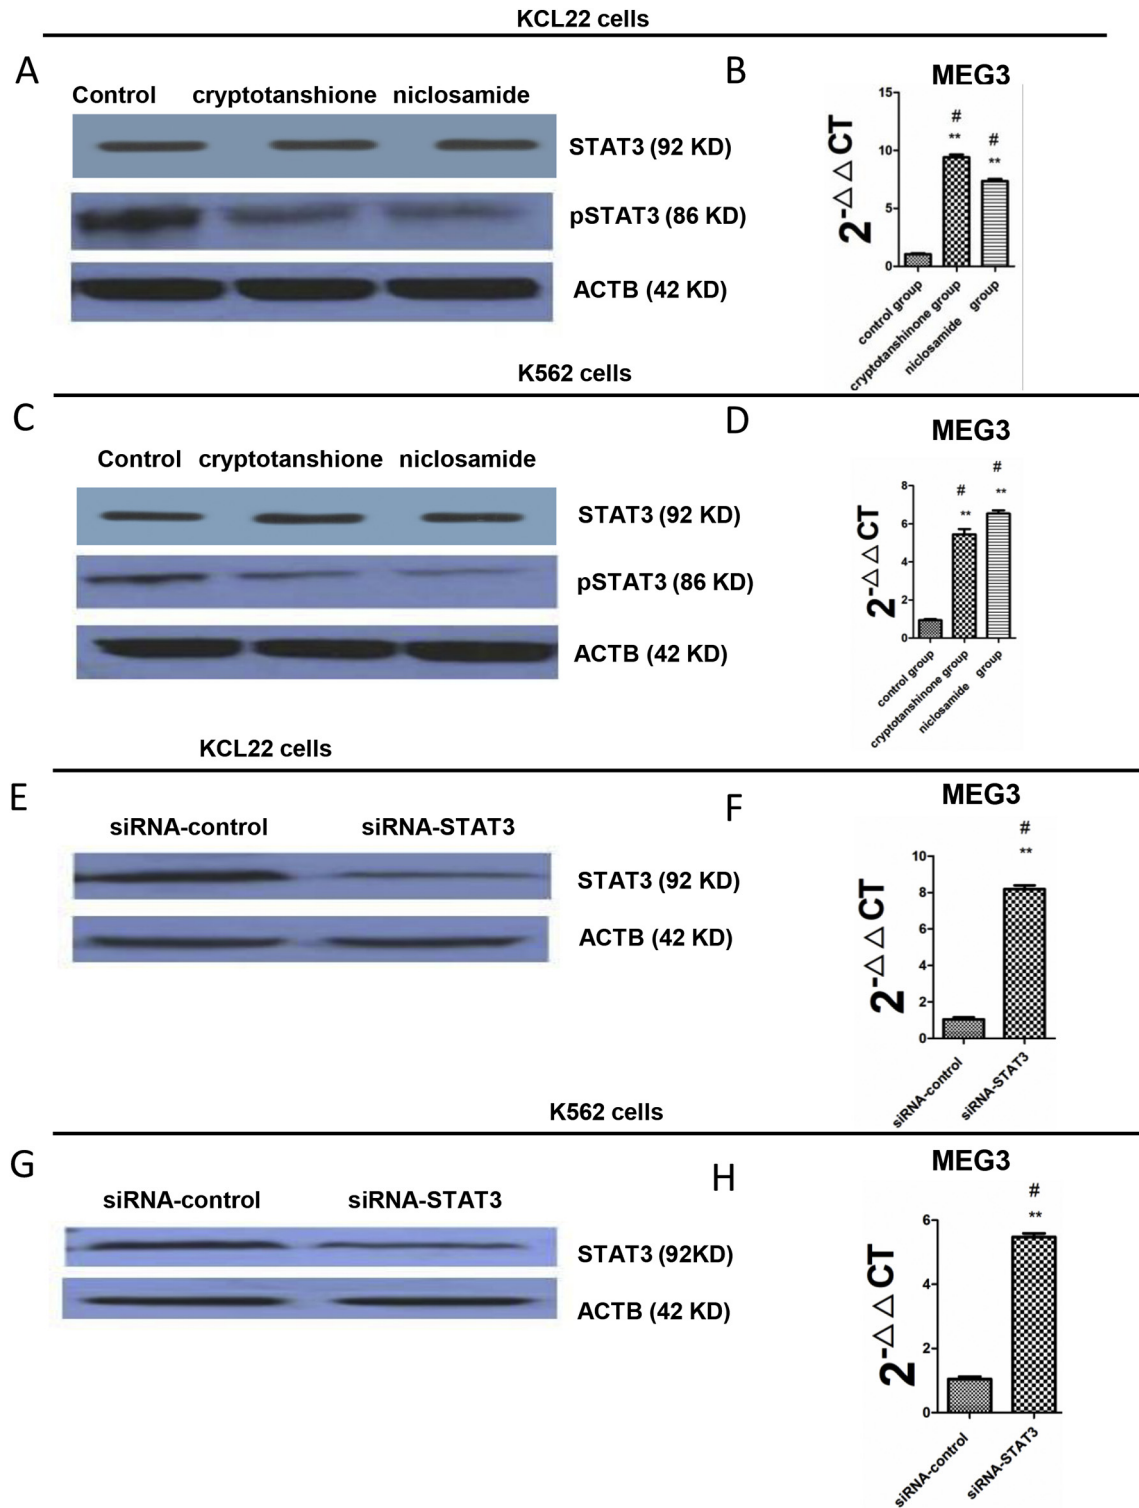 KCL22 cells
A
Control cryptotanshione niclosamide
STAT3 (92 KD)
pSTAT3 (86 KD)
ACTB (42 KD)
B
MEG3
2-△△CT
15
10
5
0
#
**
#
**
control group
cryptotanshinone group
niclosamide group
K562 cells
C
Control cryptotanshione niclosamide
STAT3 (92 KD)
pSTAT3 (86 KD)
ACTB (42 KD)
D
MEG3
2-△△CT
8
6
4
2
0
#
**
#
**
control group
cryptotanshinone group
niclosamide group
KCL22 cells
E
siRNA-control siRNA-STAT3
STAT3 (92 KD)
ACTB (42 KD)
F
MEG3
2-△△CT
10
8
6
4
2
0
#
**
siRNA-control
siRNA-STAT3
K562 cells
G
siRNA-control siRNA-STAT3
STAT3 (92KD)
ACTB (42 KD)
H
MEG3
2-△△CT
6
4
2
0
#
**
siRNA-control
siRNA-STAT3